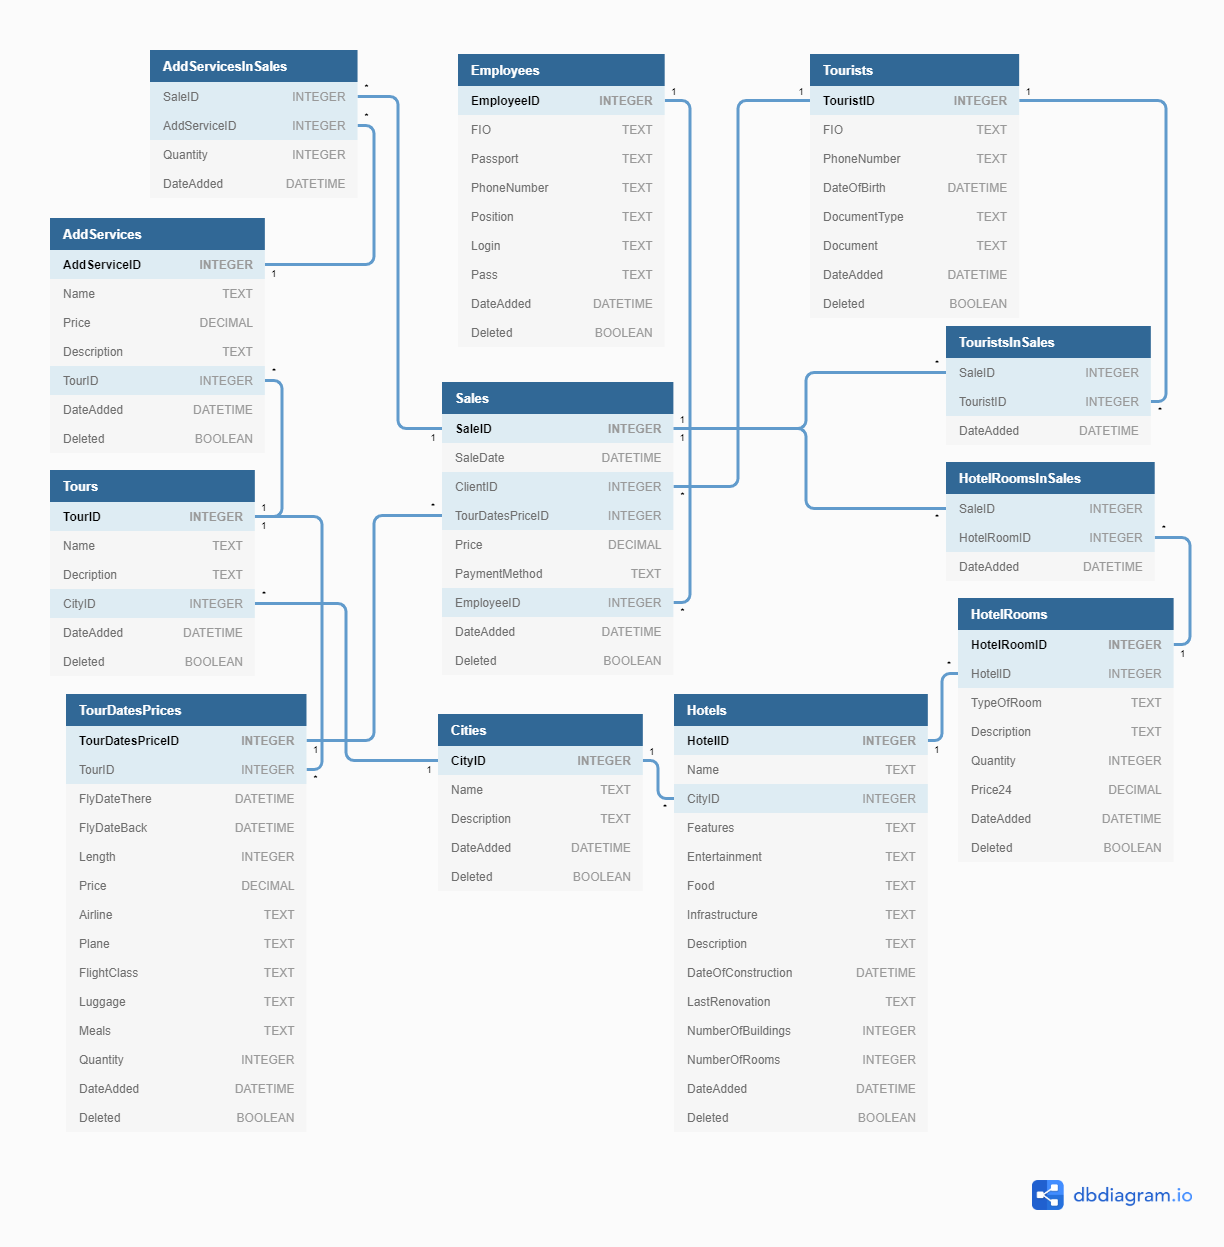 AddServicesInSales
SaleID INTEGER
AddServiceID INTEGER
Quantity INTEGER
DateAdded DATETIME
Employees
EmployeeID INTEGER
FIO TEXT
Passport TEXT
PhoneNumber TEXT
Position TEXT
Login TEXT
Pass TEXT
DateAdded DATETIME
Deleted BOOLEAN
Tourists
TouristID INTEGER
FIO TEXT
PhoneNumber TEXT
DateOfBirth DATETIME
DocumentType TEXT
Document TEXT
DateAdded DATETIME
Deleted BOOLEAN
AddServices
AddServiceID INTEGER
Name TEXT
Price DECIMAL
Description TEXT
TourID INTEGER
DateAdded DATETIME
Deleted BOOLEAN
TouristsInSales
SaleID INTEGER
TouristID INTEGER
DateAdded DATETIME
Sales
SaleID INTEGER
SaleDate DATETIME
ClientID INTEGER
TourDatesPriceID INTEGER
Price DECIMAL
PaymentMethod TEXT
EmployeeID INTEGER
DateAdded DATETIME
Deleted BOOLEAN
Tours
TourID INTEGER
Name TEXT
Decription TEXT
CityID INTEGER
DateAdded DATETIME
Deleted BOOLEAN
HotelRoomsInSales
SaleID INTEGER
HotelRoomID INTEGER
DateAdded DATETIME
HotelRooms
HotelRoomID INTEGER
HotelID INTEGER
TypeOfRoom TEXT
Description TEXT
Quantity INTEGER
Price24 DECIMAL
DateAdded DATETIME
Deleted BOOLEAN
TourDatesPrices
TourDatesPriceID INTEGER
TourID INTEGER
FlyDateThere DATETIME
FlyDateBack DATETIME
Length INTEGER
Price DECIMAL
Airline TEXT
Plane TEXT
FlightClass TEXT
Luggage TEXT
Meals TEXT
Quantity INTEGER
DateAdded DATETIME
Deleted BOOLEAN
Cities
CityID INTEGER
Name TEXT
Description TEXT
DateAdded DATETIME
Deleted BOOLEAN
Hotels
HotelID INTEGER
Name TEXT
CityID INTEGER
Features TEXT
Entertainment TEXT
Food TEXT
Infrastructure TEXT
Description TEXT
DateOfConstruction DATETIME
LastRenovation TEXT
NumberOfBuildings INTEGER
NumberOfRooms INTEGER
DateAdded DATETIME
Deleted BOOLEAN
dbdiagram.io